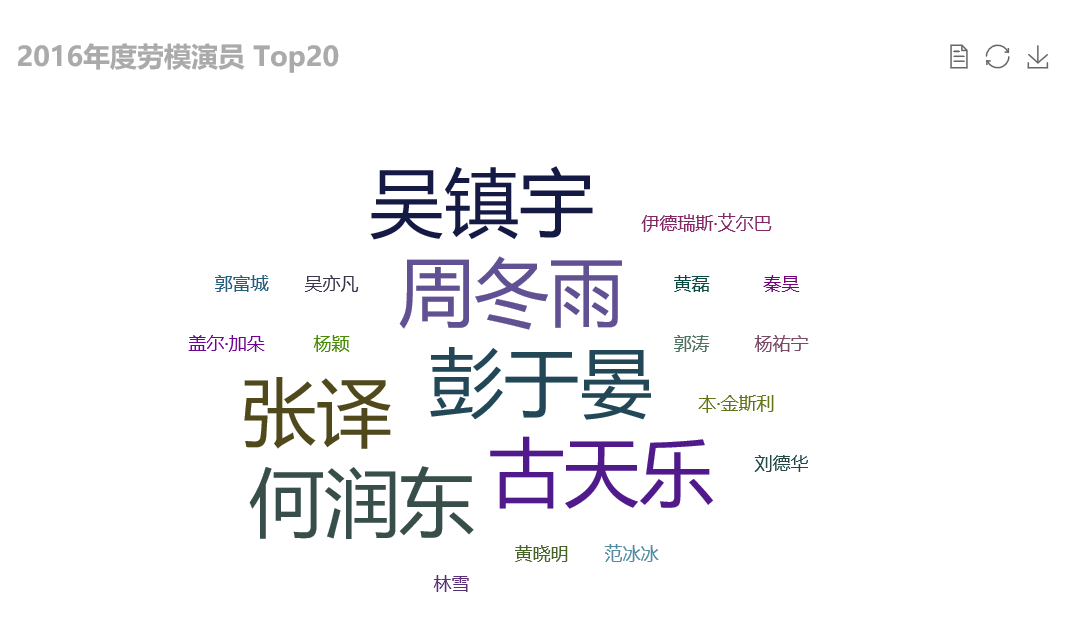 2016年度劳模演员 Top20
吴镇宇
伊德瑞斯·艾尔巴
周冬雨
郭富城
吴亦凡
黄磊
秦昊
盖尔·加朵
杨颖
郭涛
杨祐宁
彭于晏
张译
本·金斯利
古天乐
刘德华
何润东
黄晓明
范冰冰
林雪